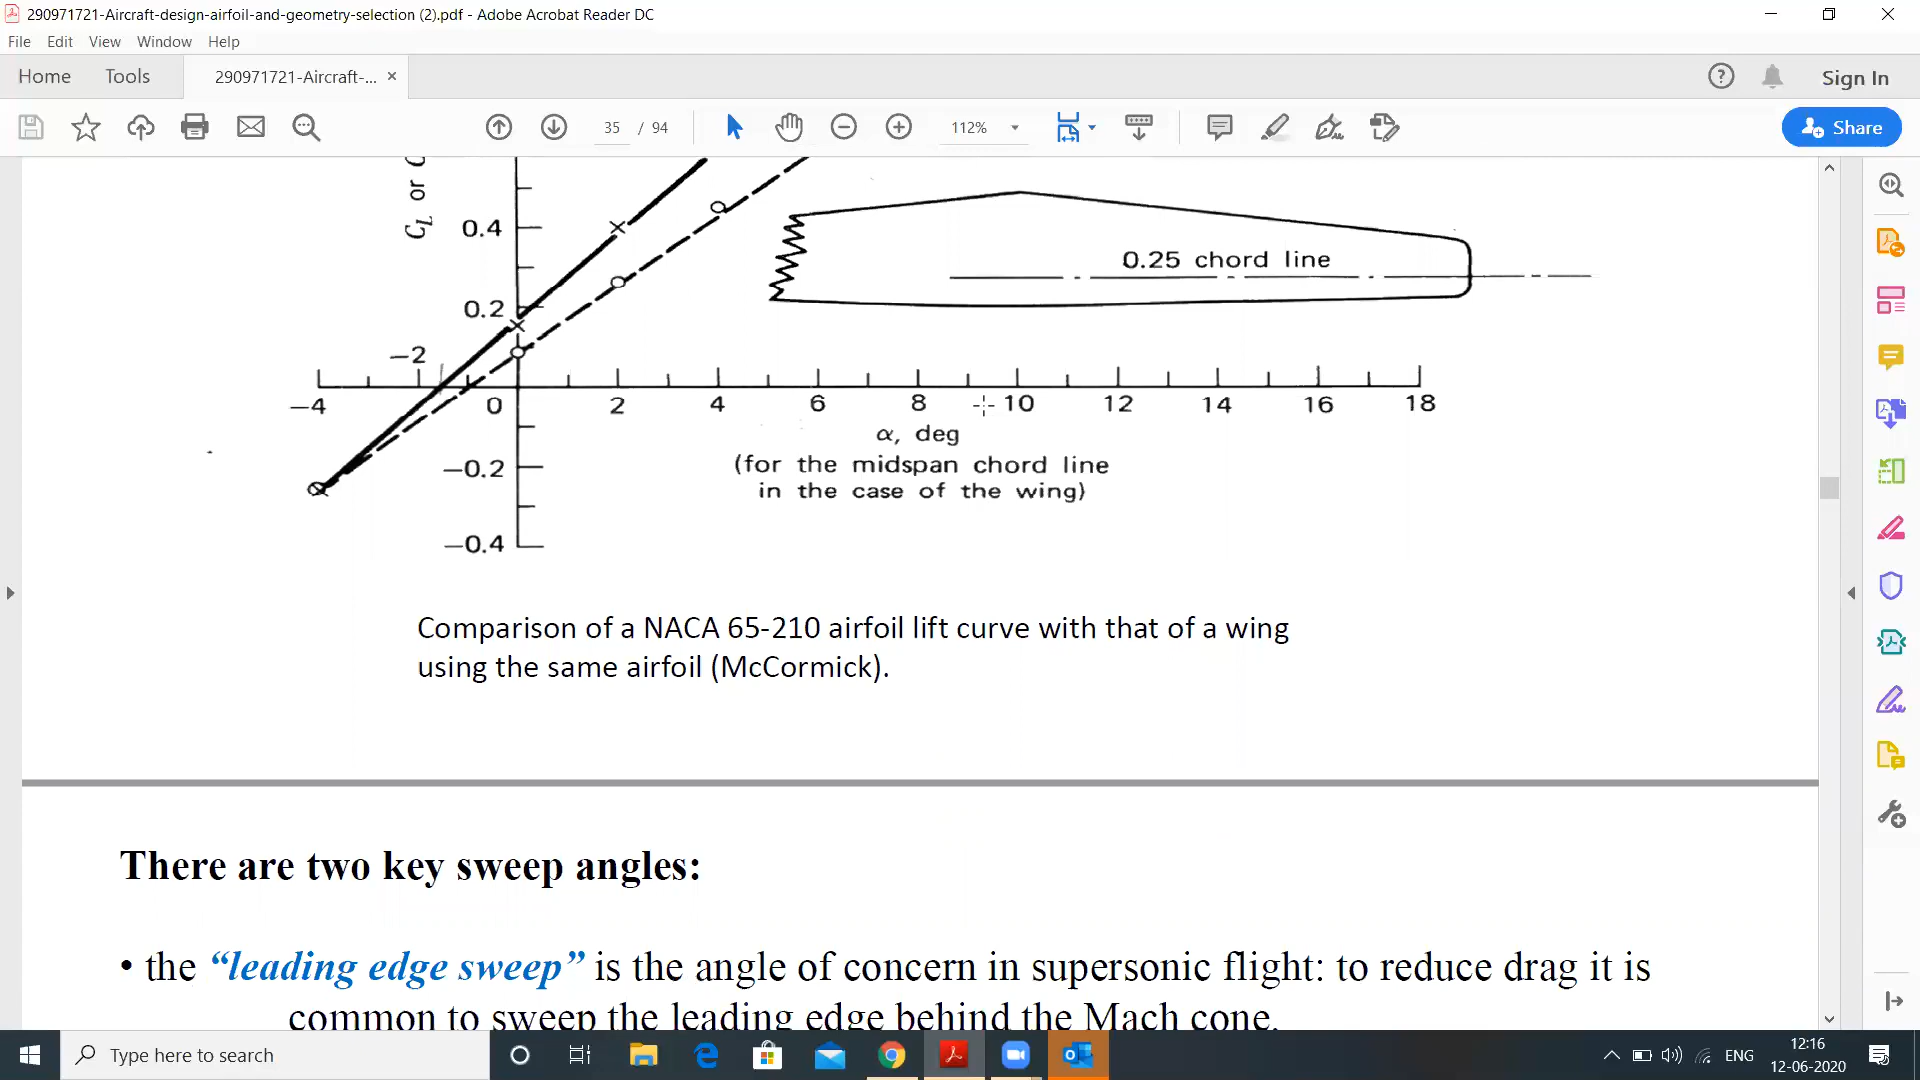 290971721-Aircraft-design-airfoil-and-geometry-selection (2).pdf - Adobe Acrobat Reader DC
File Edit View Window Help
Home Tools 290971721-Aircraft-... × Sign In
35 / 94 112% Share
C_L or
0.4
0.25 chord line
0.2
−2
−4 0 2 4 6 8 10 12 14 16 18
α, deg
−0.2 (for the midspan chord line
in the case of the wing)
−0.4
Comparison of a NACA 65-210 airfoil lift curve with that of a wing
using the same airfoil (McCormick).
There are two key sweep angles:
• the “leading edge sweep” is the angle of concern in supersonic flight: to reduce drag it is
common to sweep the leading edge behind the Mach cone.
Type here to search ENG 12:16
12-06-2020